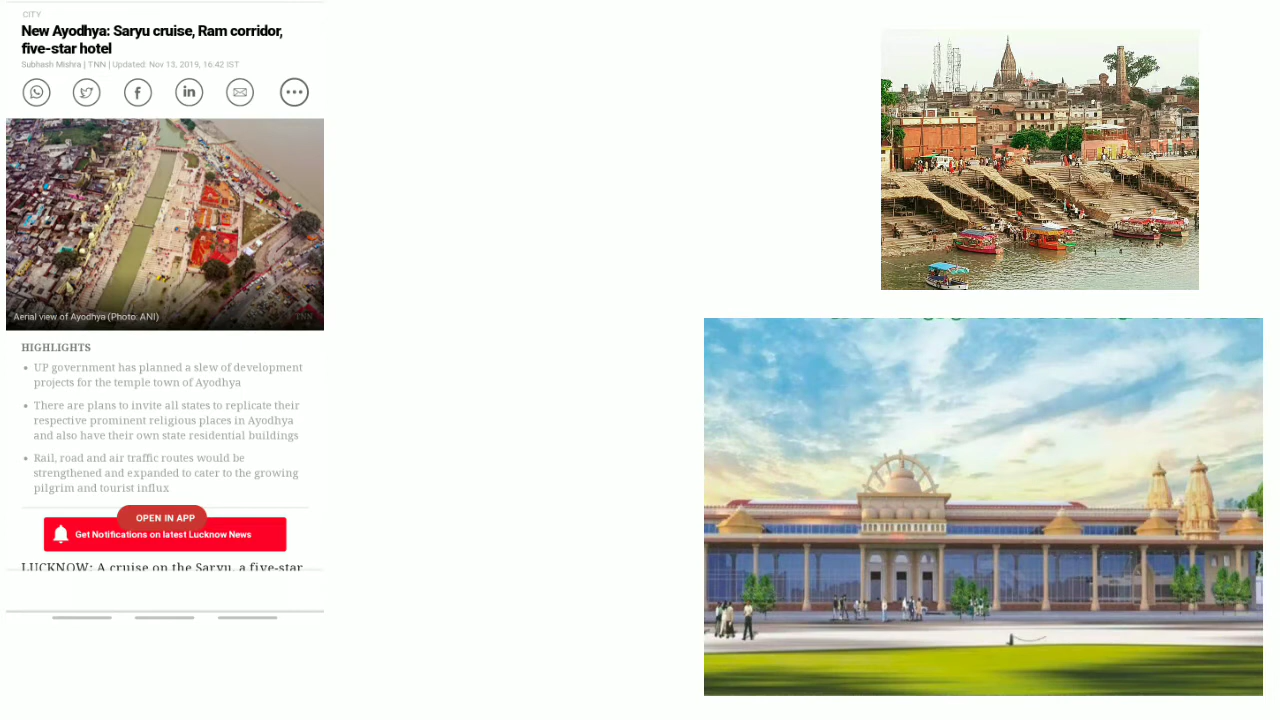 CITY
New Ayodhya: Saryu cruise, Ram corridor,
five-star hotel
Subhash Mishra | TNN | Updated: Nov 13, 2019, 16:42 IST
Aerial view of Ayodhya (Photo: ANI)
TNN
HIGHLIGHTS
• UP government has planned a slew of development
projects for the temple town of Ayodhya
• There are plans to invite all states to replicate their
respective prominent religious places in Ayodhya
and also have their own state residential buildings
• Rail, road and air traffic routes would be
strengthened and expanded to cater to the growing
pilgrim and tourist influx
OPEN IN APP
Get Notifications on latest Lucknow News
LUCKNOW: A cruise on the Saryu, a five-star